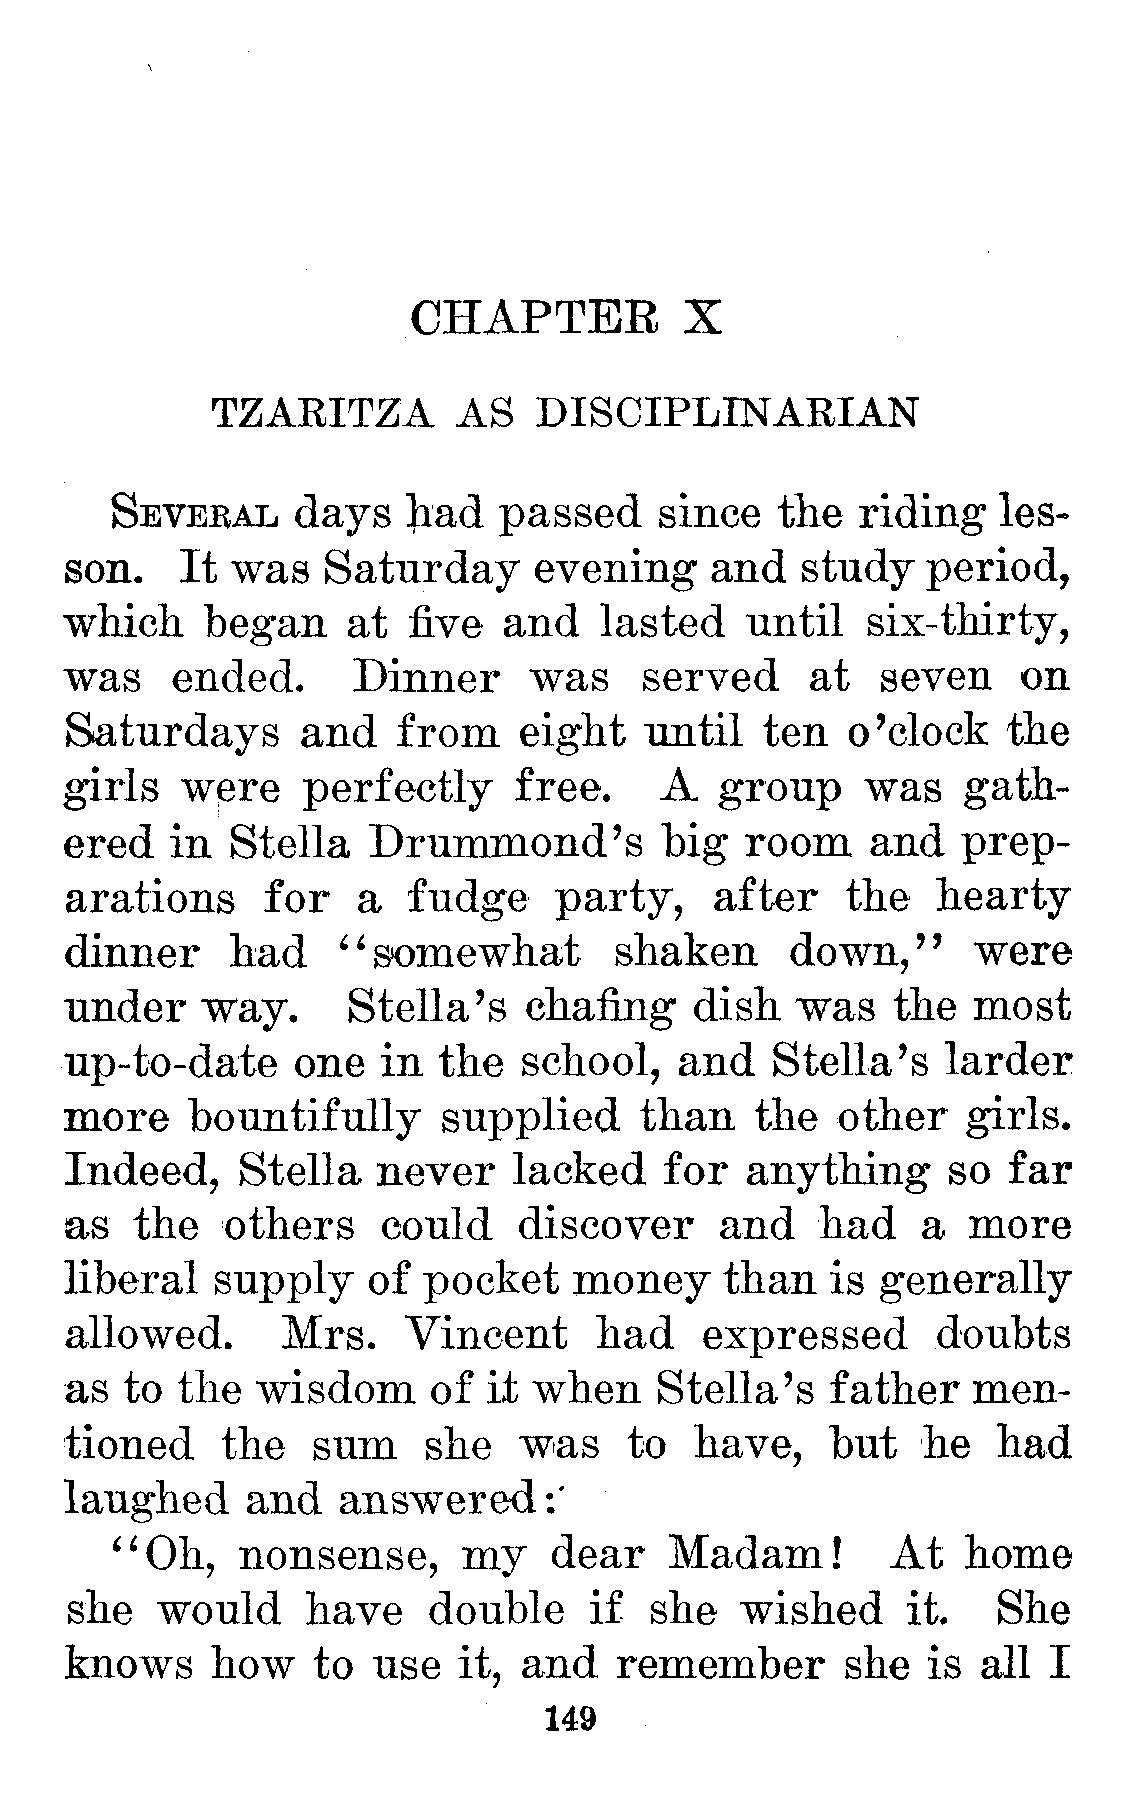 CHAPTER X
TZARITZA AS DISCIPLINARIAN
SEVERAL days had passed since the riding les-
son. It was Saturday evening and study period,
which began at five and lasted until six-thirty,
was ended. Dinner was served at seven on
Saturdays and from eight until ten o'clock the
girls were perfectly free. A group was gath-
ered in Stella Drummond's big room and prep-
arations for a fudge party, after the hearty
dinner had "somewhat shaken down," were
under way. Stella's chafing dish was the most
up-to-date one in the school, and Stella's larder
more bountifully supplied than the other girls.
Indeed, Stella never lacked for anything so far
as the others could discover and had a more
liberal supply of pocket money than is generally
allowed. Mrs. Vincent had expressed doubts
as to the wisdom of it when Stella's father men-
tioned the sum she was to have, but he had
laughed and answered:
"Oh, nonsense, my dear Madam! At home
she would have double if she wished it. She
knows how to use it, and remember she is all I
149